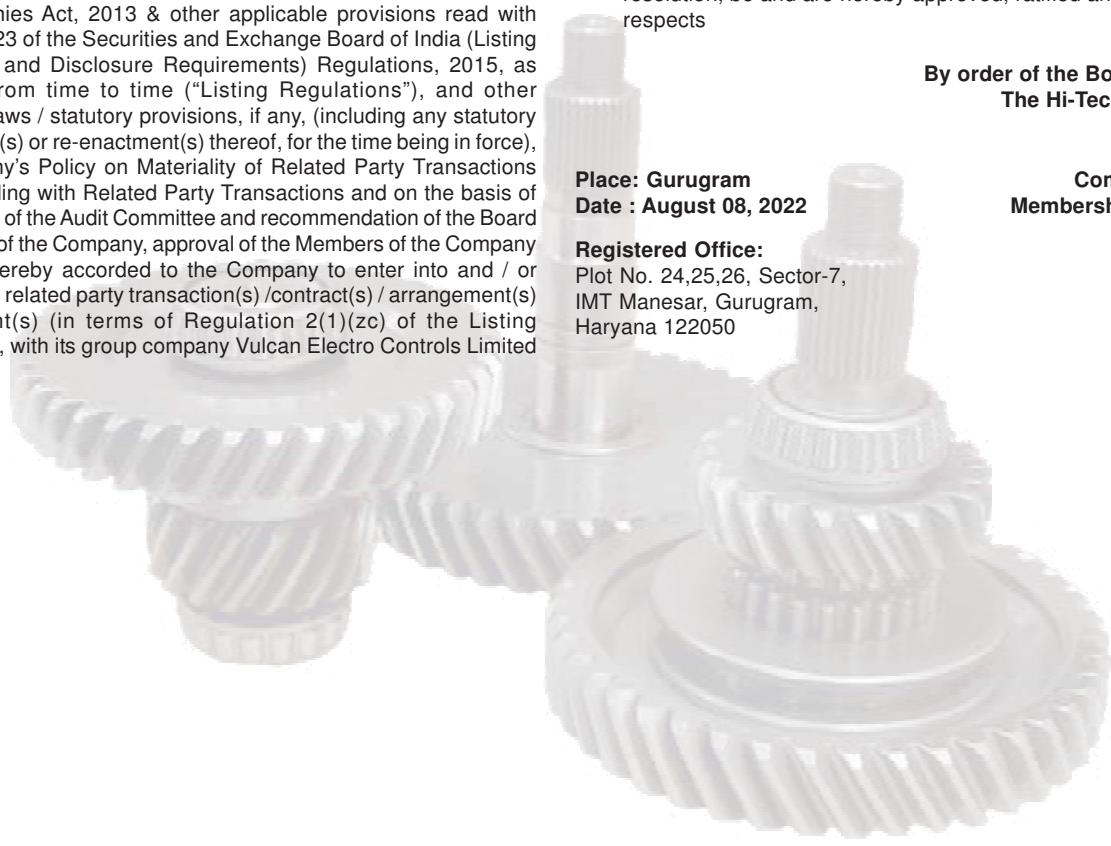 nies Act, 2013 & other applicable provisions read with
23 of the Securities and Exchange Board of India (Listing
and Disclosure Requirements) Regulations, 2015, as
rom time to time (“Listing Regulations”), and other
aws / statutory provisions, if any, (including any statutory
(s) or re-enactment(s) thereof, for the time being in force),
ny’s Policy on Materiality of Related Party Transactions
ling with Related Party Transactions and on the basis of
of the Audit Committee and recommendation of the Board
of the Company, approval of the Members of the Company
ereby accorded to the Company to enter into and / or
related party transaction(s) /contract(s) / arrangement(s)
nt(s) (in terms of Regulation 2(1)(zc) of the Listing
, with its group company Vulcan Electro Controls Limited
resolution, be and are hereby approved, ratified an
respects
By order of the Bo
The Hi-Tec
Place: Gurugram
Date : August 08, 2022
Con
Membersh
Registered Office:
Plot No. 24,25,26, Sector-7,
IMT Manesar, Gurugram,
Haryana 122050